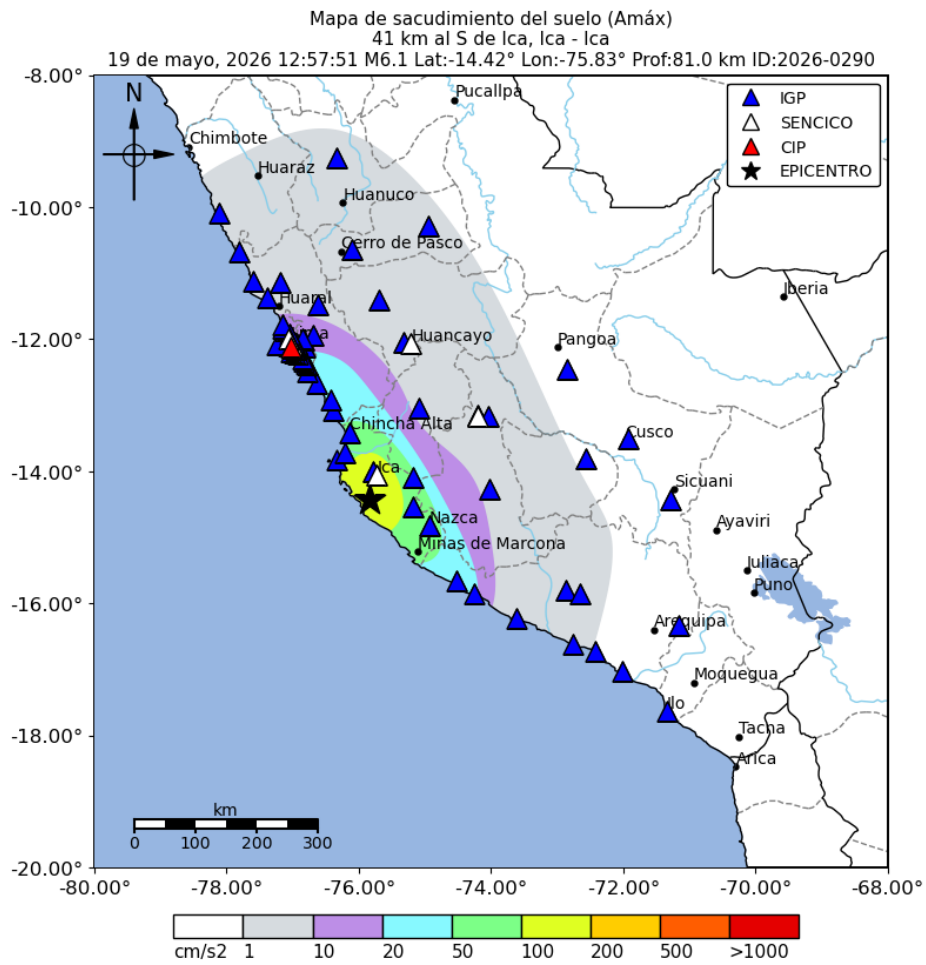 Mapa de sacudimiento del suelo (Amáx)
41 km al S de Ica, Ica - Ica
19 de mayo, 2026 12:57:51 M6.1 Lat:-14.42° Lon:-75.83° Prof:81.0 km ID:2026-0290
-8.00°
N
Pucallpa
IGP
SENCICO
CIP
EPICENTRO
Chimbote
Huaraz
Huanuco
-10.00°
Cerro de Pasco
Iberia
Huaral
-12.00°
Huancayo
Pangoa
Chincha Alta
Cusco
-14.00°
Ica
Sicuani
Nazca
Ayaviri
Minas de Marcona
Juliaca
Puno
-16.00°
Arequipa
Moquegua
Ilo
-18.00°
Tacna
Arica
km
0 100 200 300
-20.00°
-80.00° -78.00° -76.00° -74.00° -72.00° -70.00° -68.00°
cm/s2 1 10 20 50 100 200 500 >1000